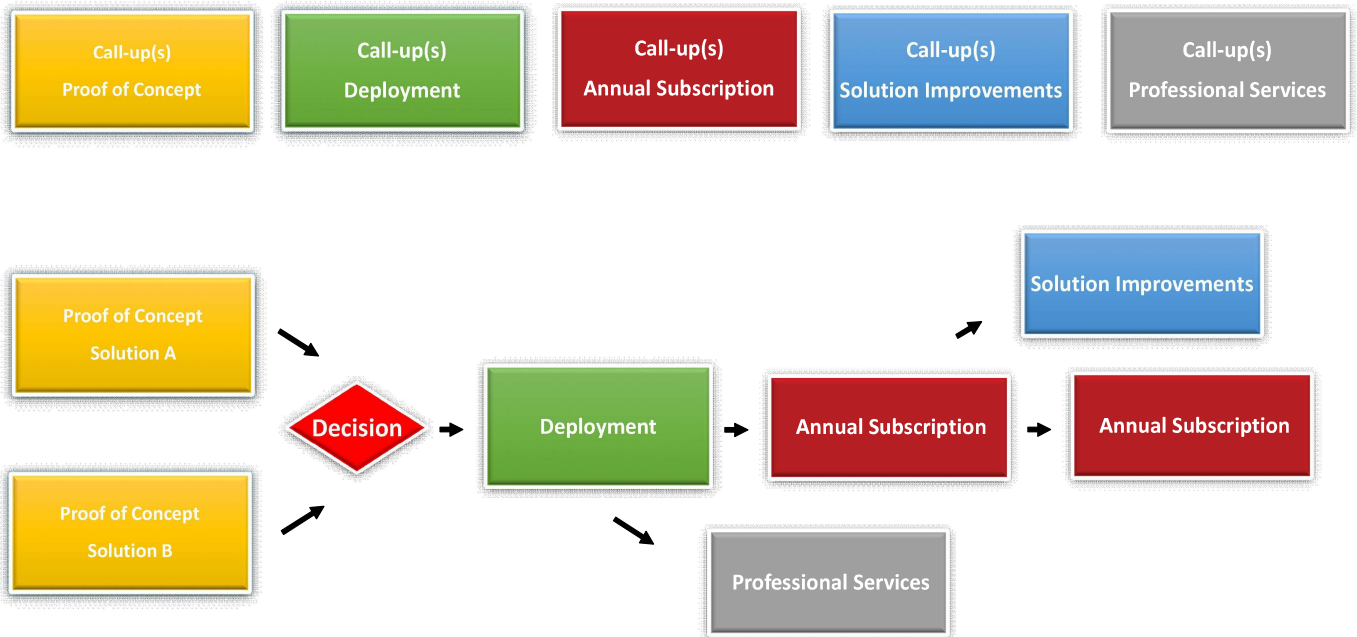 Call-up(s)
Proof of Concept
Call-up(s)
Deployment
Call-up(s)
Annual Subscription
Call-up(s)
Solution Improvements
Call-up(s)
Professional Services
Solution Improvements
Proof of Concept
Solution A
Decision
Deployment
Annual Subscription
Annual Subscription
Proof of Concept
Solution B
Professional Services